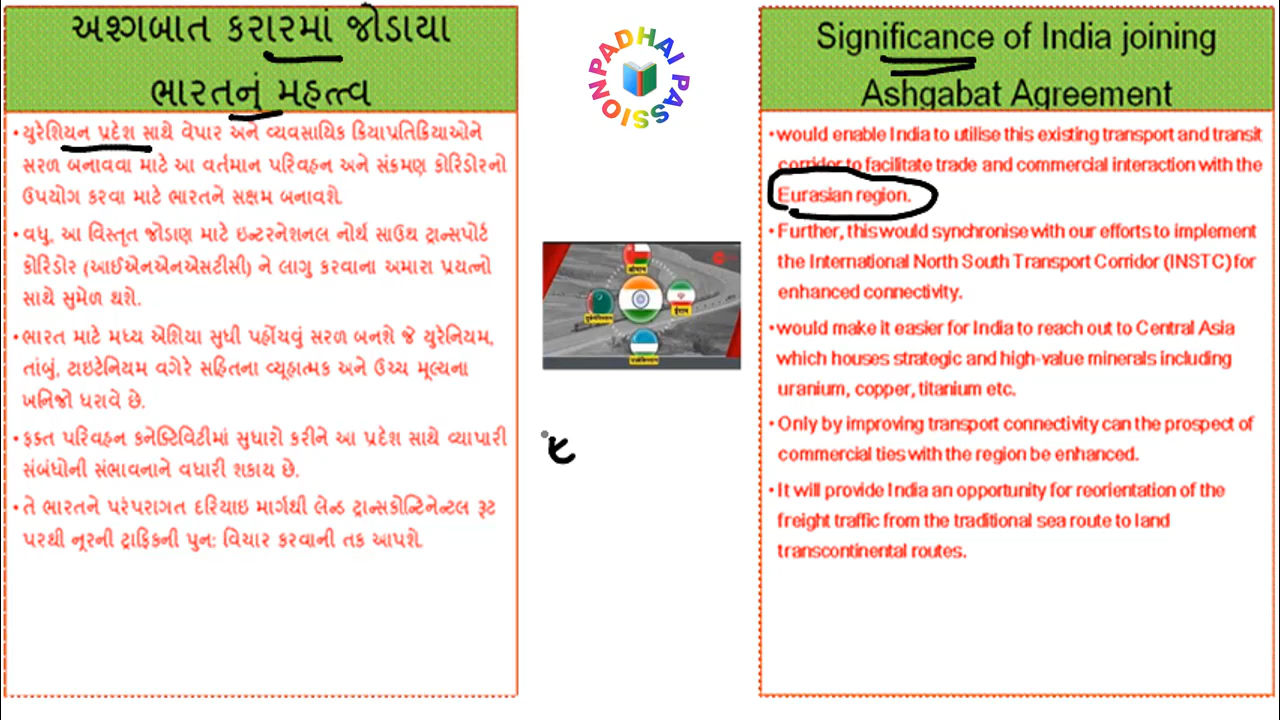 અશ્ગબાત કરારમાં જોડાયા
ભારતનું મહત્ત્વ
• યુરેશિયન પ્રદેશ સાથે વેપાર અને વ્યવસાયિક ક્રિયાપ્રતિક્રિયાઓને
સરળ બનાવવા માટે આ વર્તમાન પરિવહન અને સંક્રમણ કોરિડોરનો
ઉપયોગ કરવા માટે ભારતને સક્ષમ બનાવશે.
• વધુ, આ વિસ્તૃત જોડાણ માટે ઇન્ટરનેશનલ નોર્થ સાઉથ ટ્રાન્સપોર્ટ
કોરિડોર (આઈએનએનએસટીસી) ને લાગુ કરવાના અમારા પ્રયત્નો
સાથે સુમેળ થશે.
• ભારત માટે મધ્ય એશિયા સુધી પહોંચવું સરળ બનશે જે યુરેનિયમ,
તાંબું, ટાઇટેનિયમ વગેરે સહિતના વ્યૂહાત્મક અને ઉચ્ચ મૂલ્યના
ખનિજો ધરાવે છે.
• ફક્ત પરિવહન કનેક્ટિવિટીમાં સુધારો કરીને આ પ્રદેશ સાથે વ્યાપારી
સંબંધોની સંભાવનાને વધારી શકાય છે.
• તે ભારતને પરંપરાગત દરિયાઇ માર્ગથી લેન્ડ ટ્રાન્સકોન્ટિનેન્ટલ રૂટ
પરથી નૂરની ટ્રાફિકની પુન: વિચાર કરવાની તક આપશે.
PADHAI PASSION
ओमान
ईरान
तुर्कमेनिस्तान
उज्बेकिस्तान
Significance of India joining
Ashgabat Agreement
• would enable India to utilise this existing transport and transit
corridor to facilitate trade and commercial interaction with the
Eurasian region.
• Further, this would synchronise with our efforts to implement
the International North South Transport Corridor (INSTC) for
enhanced connectivity.
• would make it easier for India to reach out to Central Asia
which houses strategic and high-value minerals including
uranium, copper, titanium etc.
• Only by improving transport connectivity can the prospect of
commercial ties with the region be enhanced.
• It will provide India an opportunity for reorientation of the
freight traffic from the traditional sea route to land
transcontinental routes.